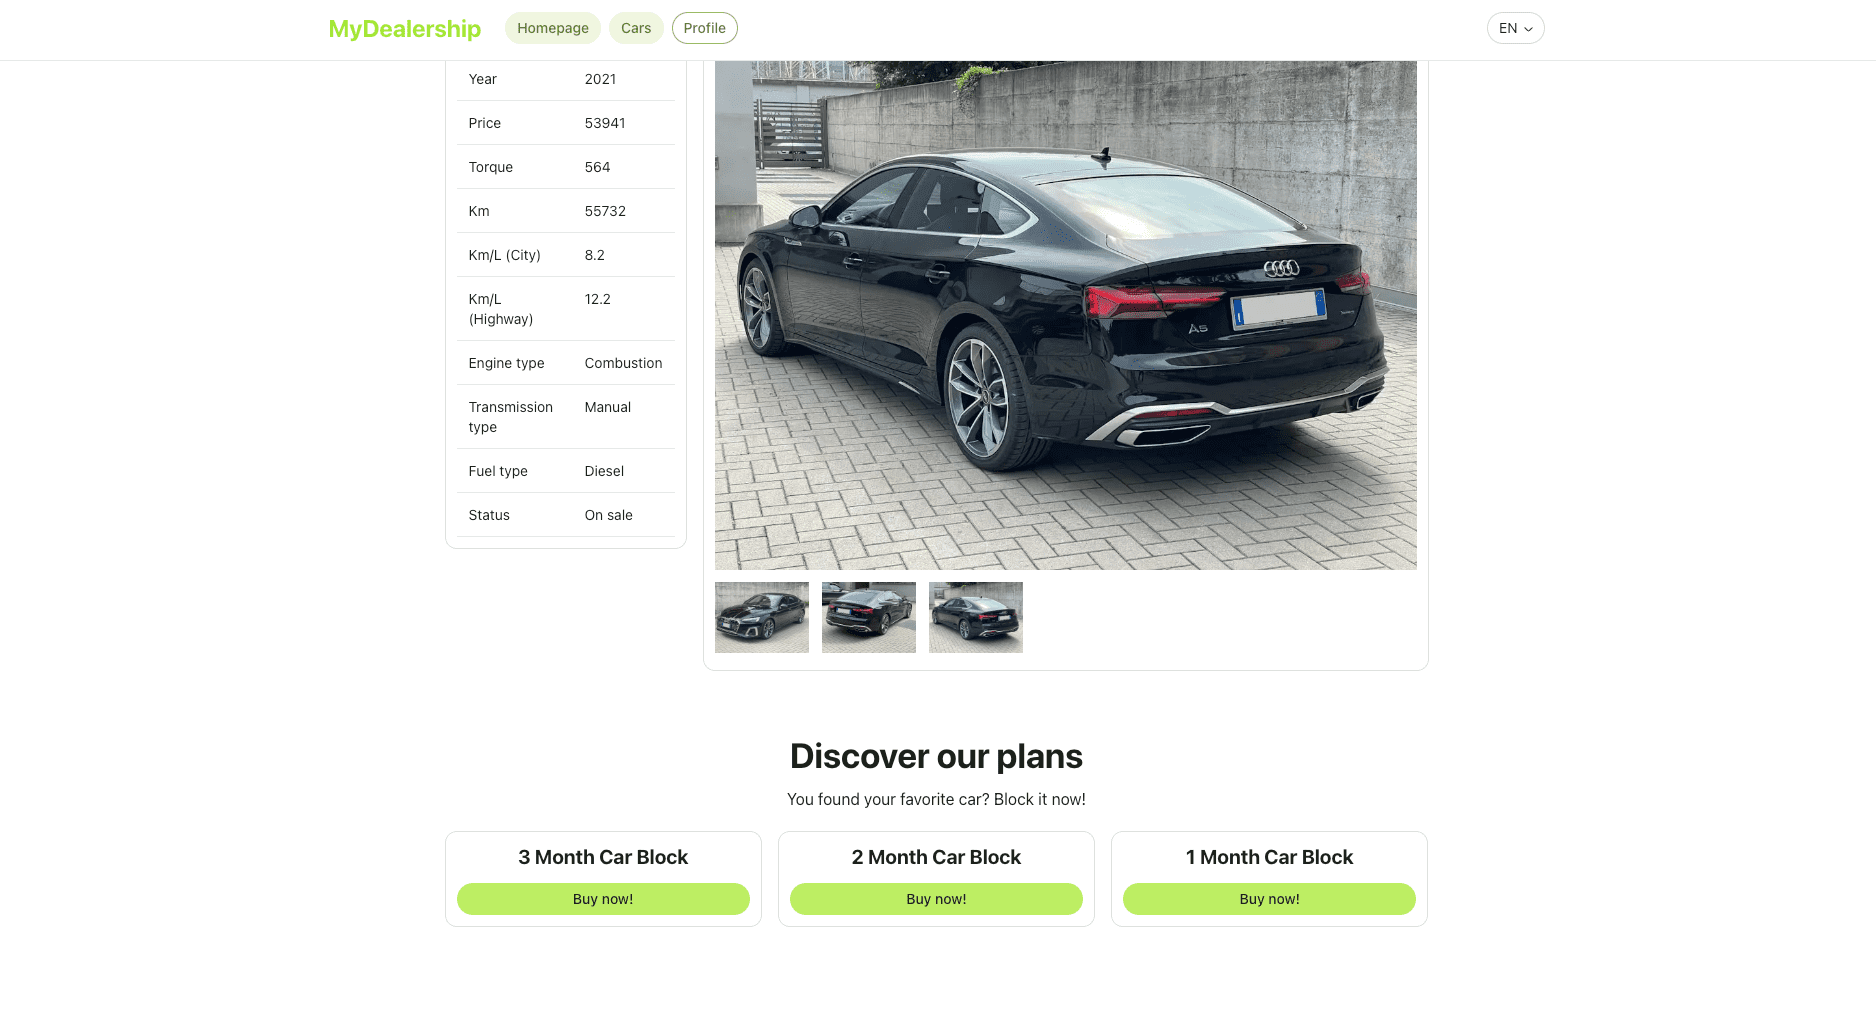 MyDealership Homepage Cars Profile EN
Year 2021
Price 53941
Torque 564
Km 55732
Km/L (City) 8.2
Km/L 12.2
(Highway)
Engine type Combustion
Transmission Manual
type
Fuel type Diesel
Status On sale
A5
Discover our plans
You found your favorite car? Block it now!
3 Month Car Block
Buy now!
2 Month Car Block
Buy now!
1 Month Car Block
Buy now!